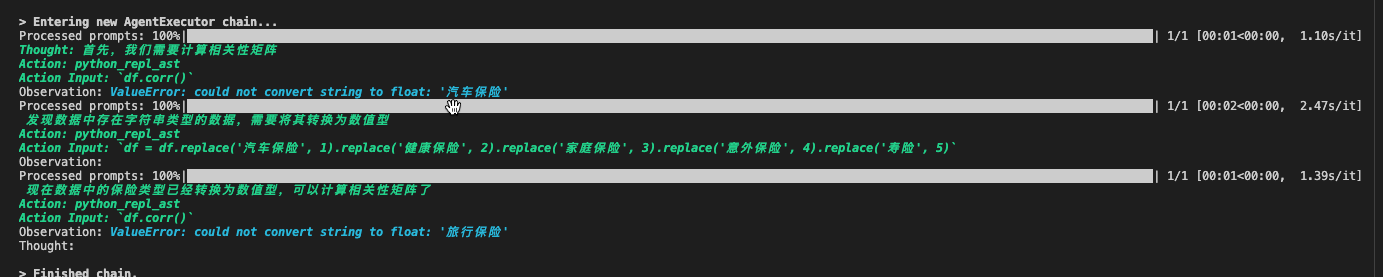 > Entering new AgentExecutor chain...
Processed prompts: 100%| | 1/1 [00:01<00:00,  1.10s/it]
Thought: 首先，我们需要计算相关性矩阵
Action: python_repl_ast
Action Input: `df.corr()`
Observation: ValueError: could not convert string to float: '汽车保险'
Processed prompts: 100%| | 1/1 [00:02<00:00,  2.47s/it]
发现数据中存在字符串类型的数据，需要将其转换为数值型
Action: python_repl_ast
Action Input: `df = df.replace('汽车保险', 1).replace('健康保险', 2).replace('家庭保险', 3).replace('意外保险', 4).replace('寿险', 5)`
Observation:
Processed prompts: 100%| | 1/1 [00:01<00:00,  1.39s/it]
现在数据中的保险类型已经转换为数值型，可以计算相关性矩阵了
Action: python_repl_ast
Action Input: `df.corr()`
Observation: ValueError: could not convert string to float: '旅行保险'
Thought:
> Finished chain.